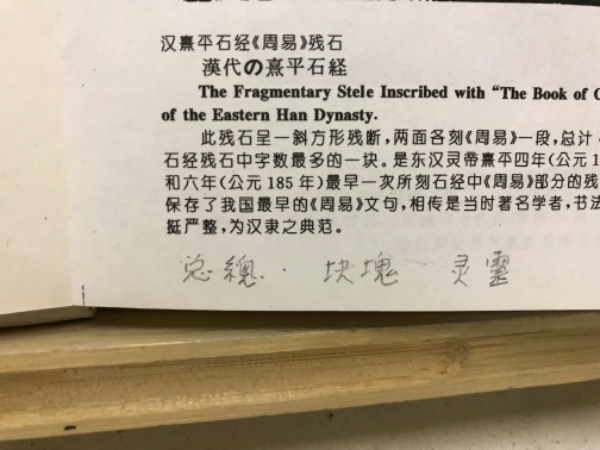 汉熹平石经《周易》残石
漢代の熹平石経
The Fragmentary Stele Inscribed with "The Book of
of the Eastern Han Dynasty.
此残石呈一斜方形残断，两面各刻《周易》一段，总计
石经残石中字数最多的一块。是东汉灵帝熹平四年(公元1
和六年(公元185年)最早一次所刻石经中《周易》部分的残
保存了我国最早的《周易》文句，相传是当时著名学者，书法
挺严整，为汉隶之典范。
总總．块塊 灵靈